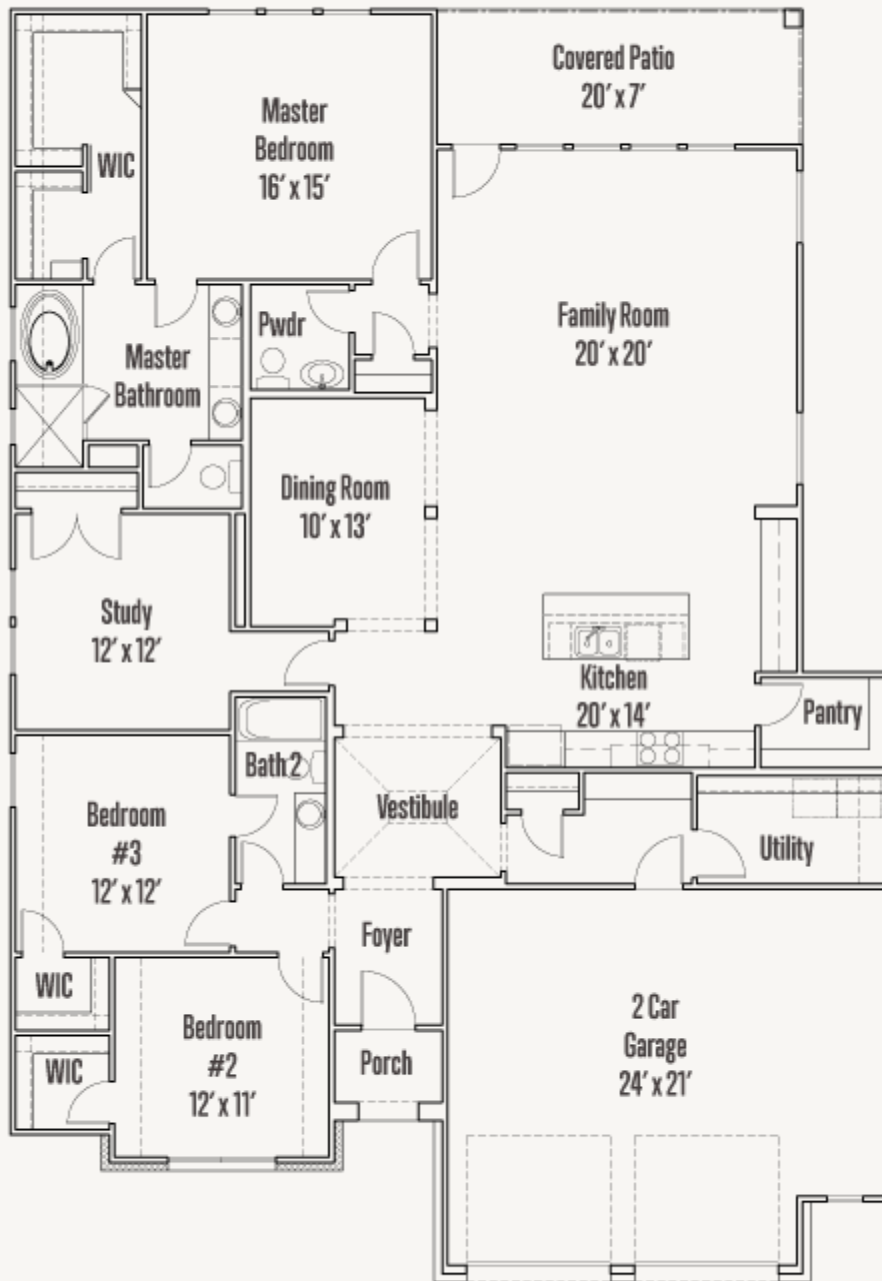 Covered Patio
20′ x 7′
Master
Bedroom
16′ x 15′
WIC
Family Room
20′ x 20′
Pwdr
Master
Bathroom
Dining Room
10′ x 13′
Study
12′ x 12′
Kitchen
20′ x 14′
Pantry
Bath 2
Vestibule
Bedroom
#3
12′ x 12′
Utility
Foyer
WIC
Bedroom
#2
12′ x 11′
WIC
Porch
2 Car
Garage
24′ x 21′